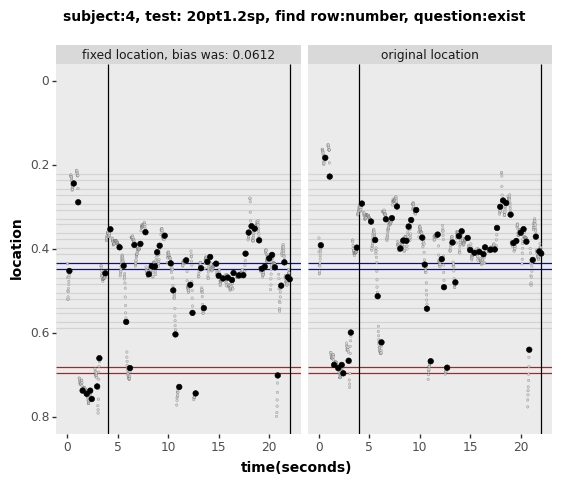 subject:4, test: 20pt1.2sp, find row:number, question:exist
fixed location, bias was: 0.0612
original location
0
0.2
0.4
0.6
0.8
location
0 5 10 15 20
0 5 10 15 20
time(seconds)